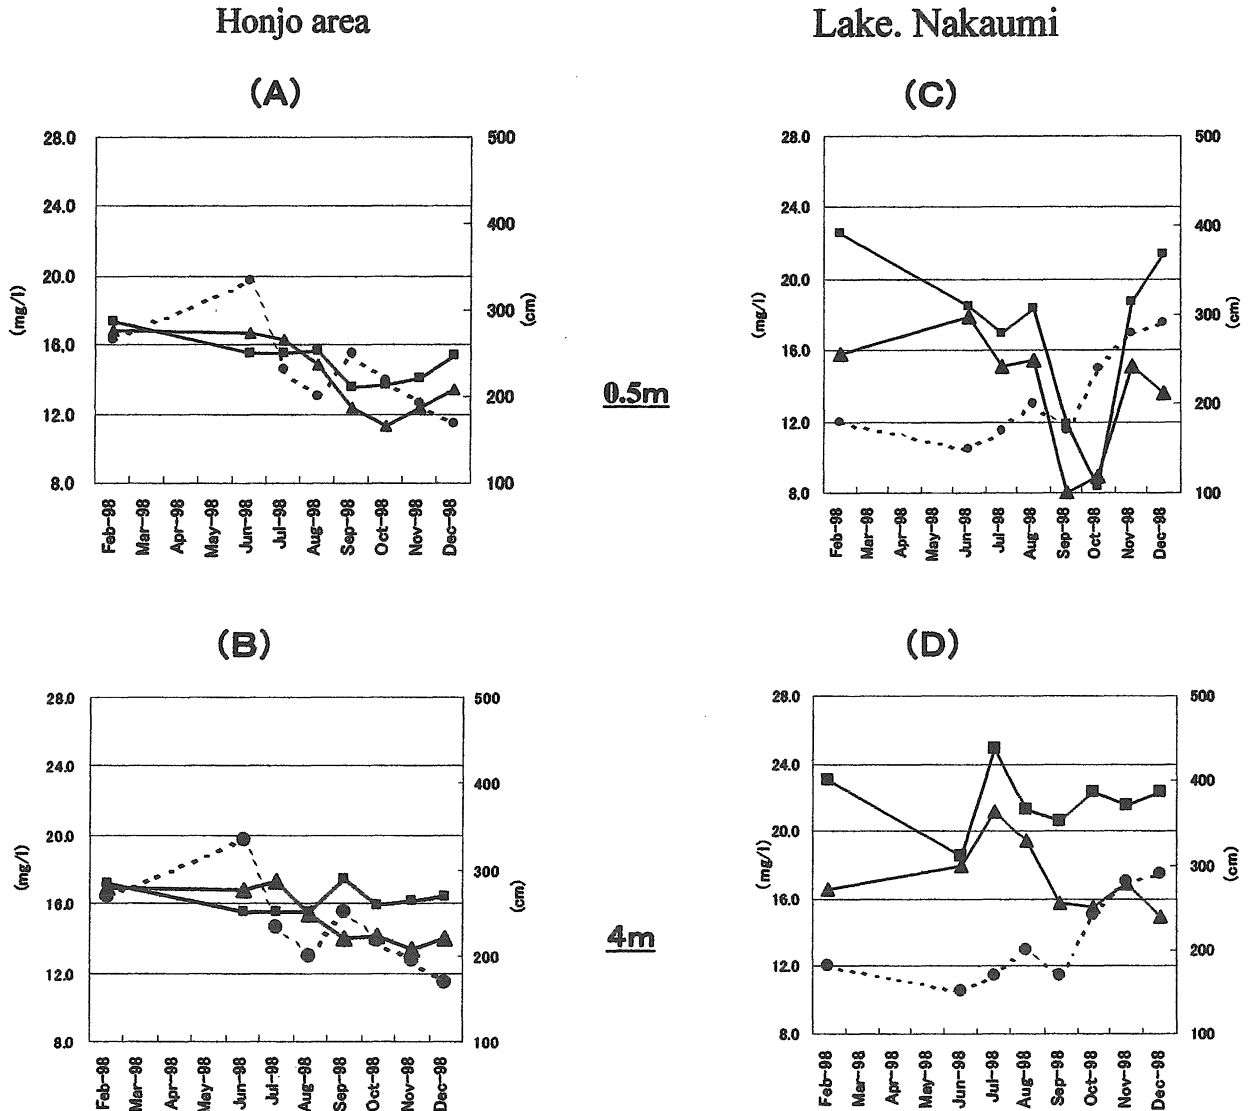 Honjo area
Lake. Nakaumi
(A)
28.0
24.0
20.0
16.0
12.0
8.0
(mg/l)
500
400
300
200
100
(cm)
Feb-98
Mar-98
Apr-98
May-98
Jun-98
Jul-98
Aug-98
Sep-98
Oct-98
Nov-98
Dec-98
(C)
28.0
24.0
20.0
16.0
12.0
8.0
(mg/l)
500
400
300
200
100
(cm)
Feb-98
Mar-98
Apr-98
May-98
Jun-98
Jul-98
Aug-98
Sep-98
Oct-98
Nov-98
Dec-98
0.5m
(B)
28.0
24.0
20.0
16.0
12.0
8.0
(mg/l)
500
400
300
200
100
(cm)
Feb-98
Mar-98
Apr-98
May-98
Jun-98
Jul-98
Aug-98
Sep-98
Oct-98
Nov-98
Dec-98
(D)
28.0
24.0
20.0
16.0
12.0
8.0
(mg/l)
500
400
300
200
100
(cm)
Feb-98
Mar-98
Apr-98
May-98
Jun-98
Jul-98
Aug-98
Sep-98
Oct-98
Nov-98
Dec-98
4m